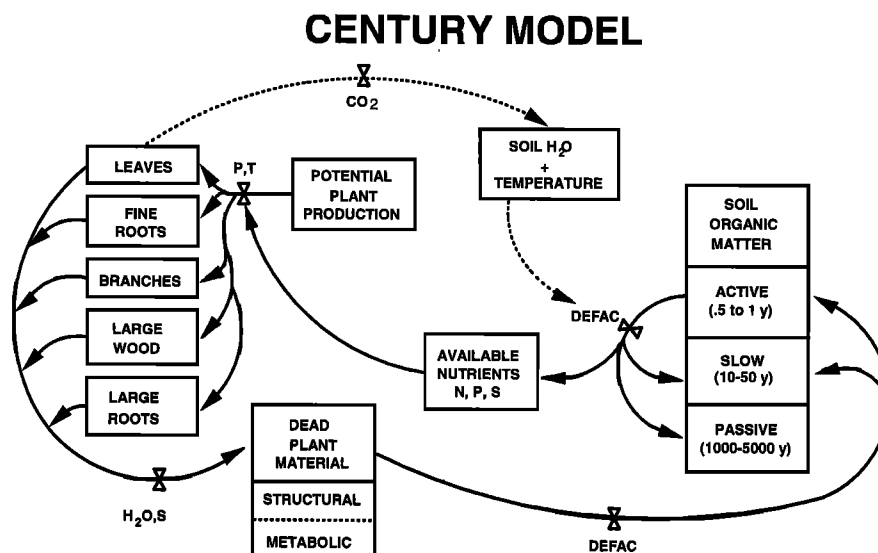 CENTURY MODEL
CO2
LEAVES
FINE
ROOTS
BRANCHES
LARGE
WOOD
LARGE
ROOTS
P,T
POTENTIAL
PLANT
PRODUCTION
SOIL H2O
+
TEMPERATURE
SOIL
ORGANIC
MATTER
ACTIVE
(.5 to 1 y)
SLOW
(10-50 y)
PASSIVE
(1000-5000 y)
DEFAC
AVAILABLE
NUTRIENTS
N, P, S
DEAD
PLANT
MATERIAL
STRUCTURAL
METABOLIC
H2O,S
DEFAC